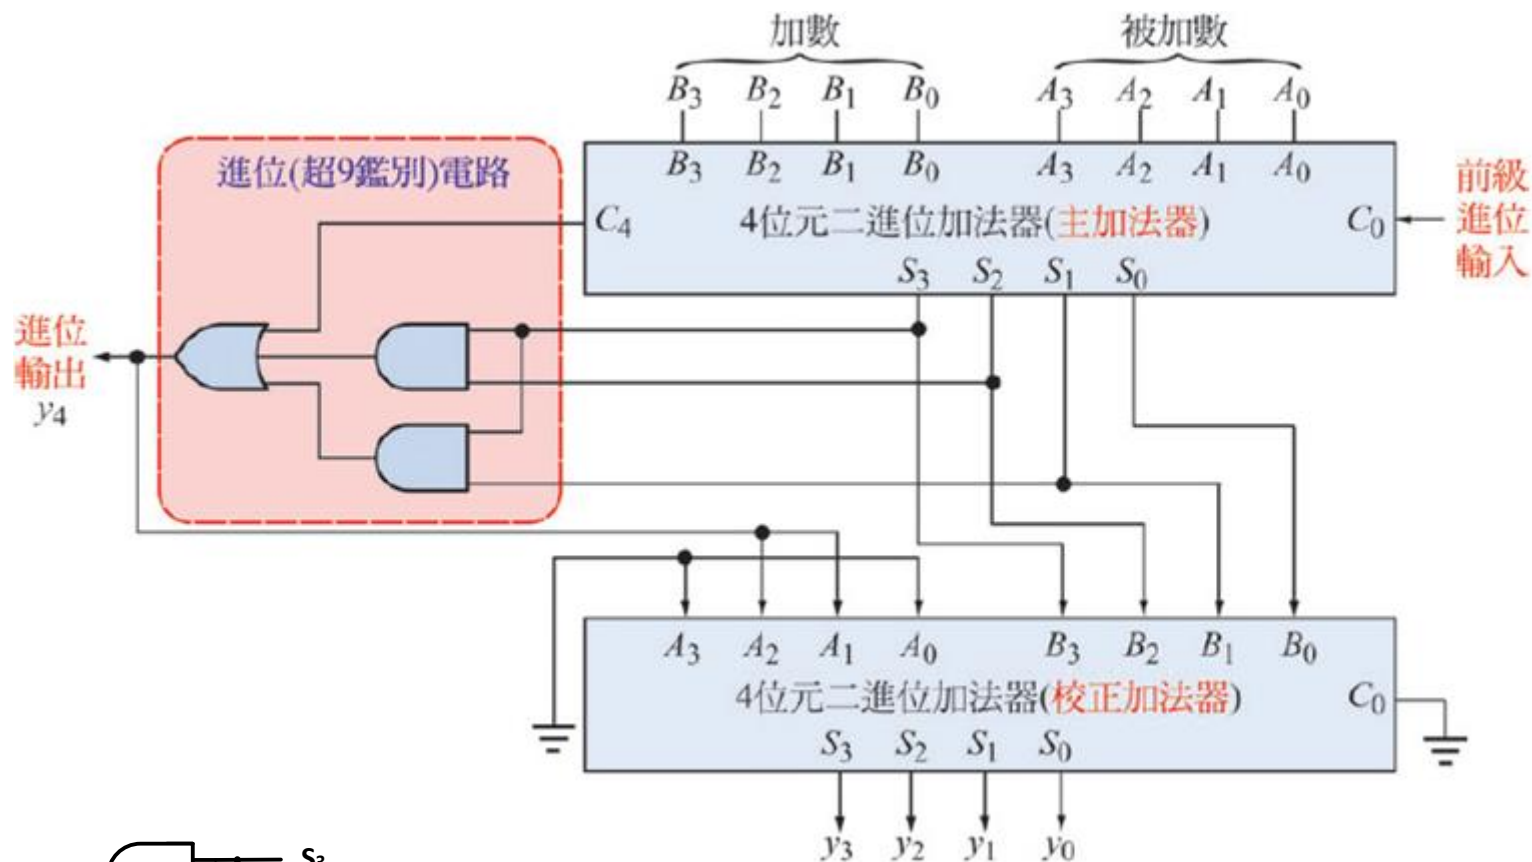 加數 被加數
B3 B2 B1 B0 A3 A2 A1 A0
進位(超9鑑別)電路
B3 B2 B1 B0 A3 A2 A1 A0
C4 4位元二進位加法器(主加法器) C0
前級
進位
輸入
S3 S2 S1 S0
進位
輸出
y4
A3 A2 A1 A0 B3 B2 B1 B0
4位元二進位加法器(校正加法器) C0
S3 S2 S1 S0
y3 y2 y1 y0
S3